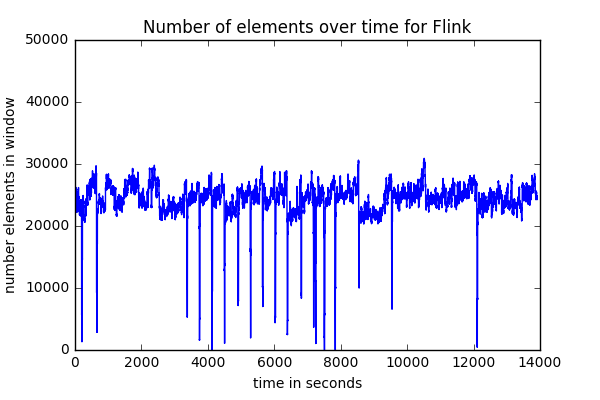 Number of elements over time for Flink
50000
40000
30000
20000
10000
0
number elements in window
0 2000 4000 6000 8000 10000 12000 14000
time in seconds